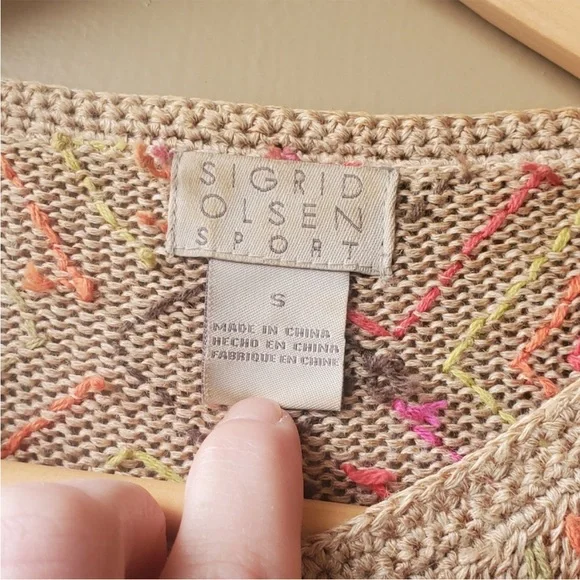 SIGRID
OLSEN
SPORT
S
MADE IN CHINA
HECHO EN CHINA
FABRIQUE EN CHINE